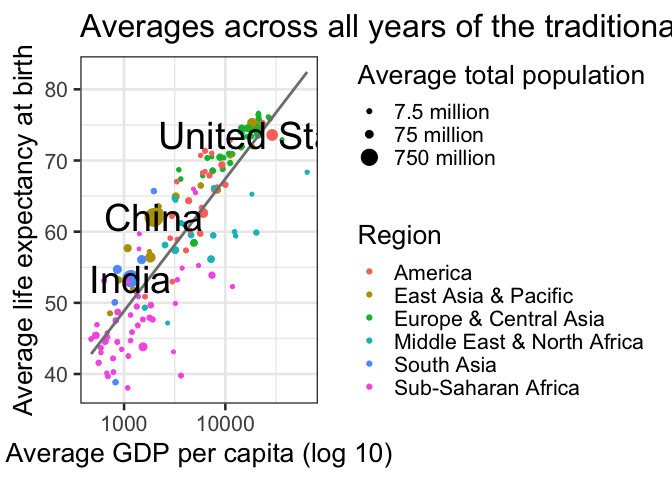 Averages across all years of the traditiona
Average life expectancy at birth
80
70
60
50
40
United Sta
China
India
1000
10000
Average GDP per capita (log 10)
Average total population
7.5 million
75 million
750 million
Region
America
East Asia & Pacific
Europe & Central Asia
Middle East & North Africa
South Asia
Sub-Saharan Africa